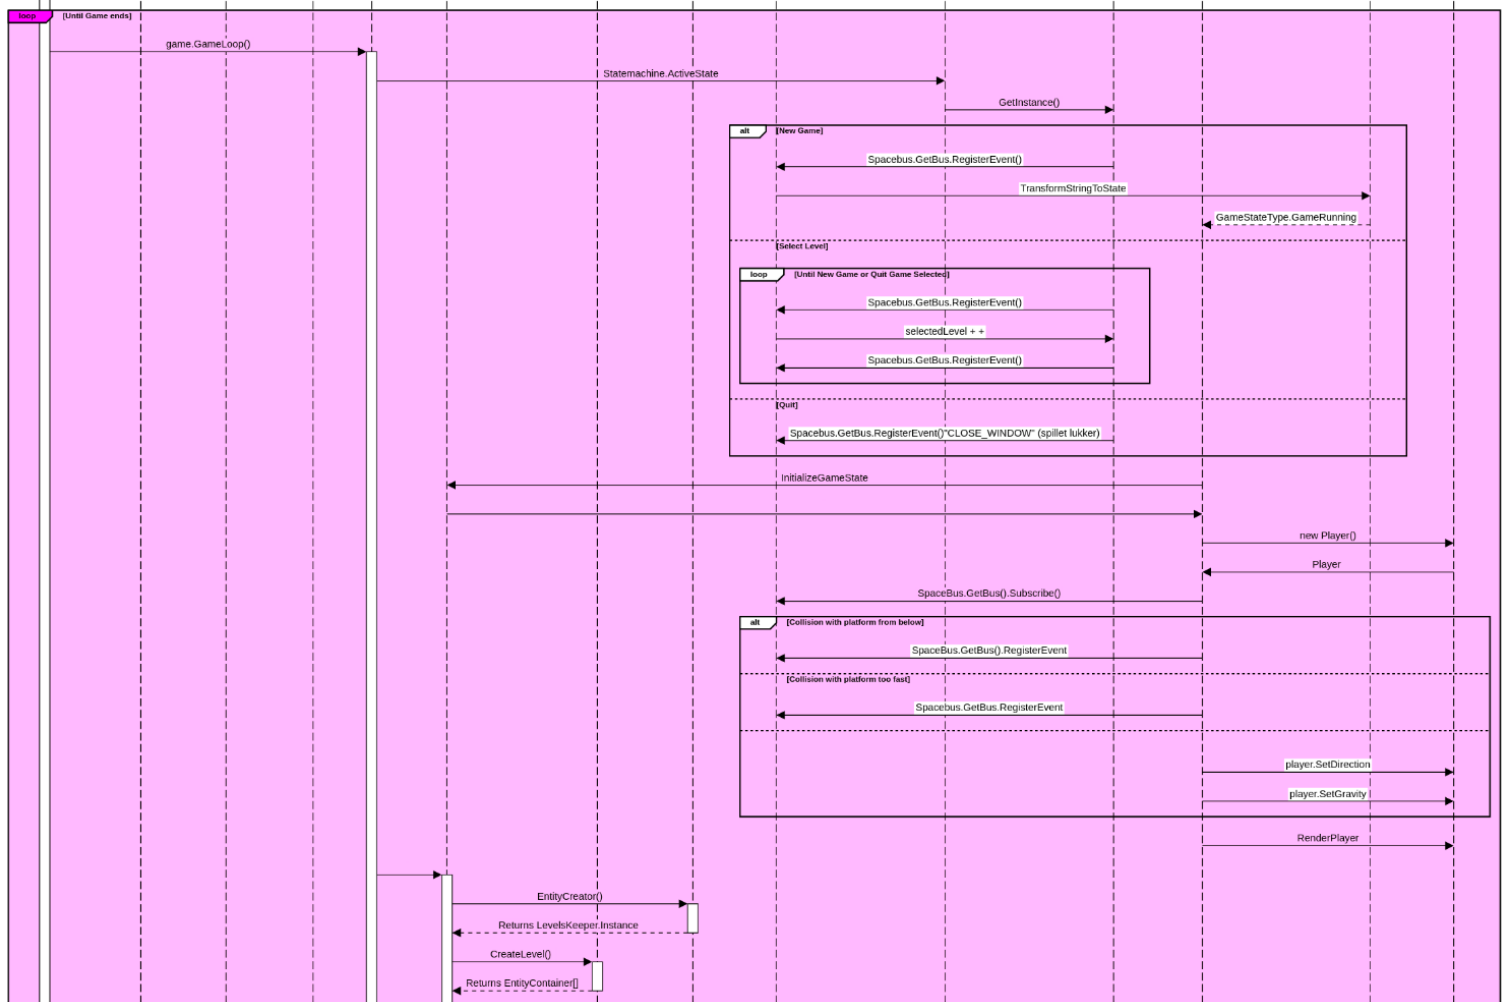 loop [Until Game ends]
game.GameLoop()
Statemachine.ActiveState
GetInstance()
alt [New Game]
Spacebus.GetBus.RegisterEvent()
TransformStringToState
GameStateType.GameRunning
[Select Level]
loop [Until New Game or Quit Game Selected]
Spacebus.GetBus.RegisterEvent()
selectedLevel + +
Spacebus.GetBus.RegisterEvent()
[Quit]
Spacebus.GetBus.RegisterEvent()"CLOSE_WINDOW" (spillet lukker)
InitializeGameState
new Player()
Player
SpaceBus.GetBus().Subscribe()
alt [Collision with platform from below]
SpaceBus.GetBus().RegisterEvent
[Collision with platform too fast]
Spacebus.GetBus.RegisterEvent
player.SetDirection
player.SetGravity
RenderPlayer
EntityCreator()
Returns LevelsKeeper.Instance
CreateLevel()
Returns EntityContainer[]